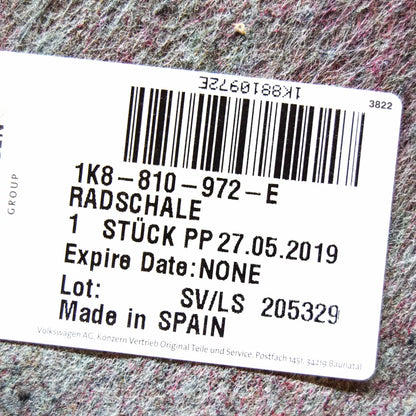 1K8810972E
3822
1K8-810-972-E
RADSCHALE
1 STÜCK PP 27.05.2019
Expire Date:NONE
Lot: SV/LS 205329
Made in SPAIN
Volkswagen AG, Konzern Vertrieb Original Teile und Service, Postfach 1451, 34219 Baunatal
GROUP